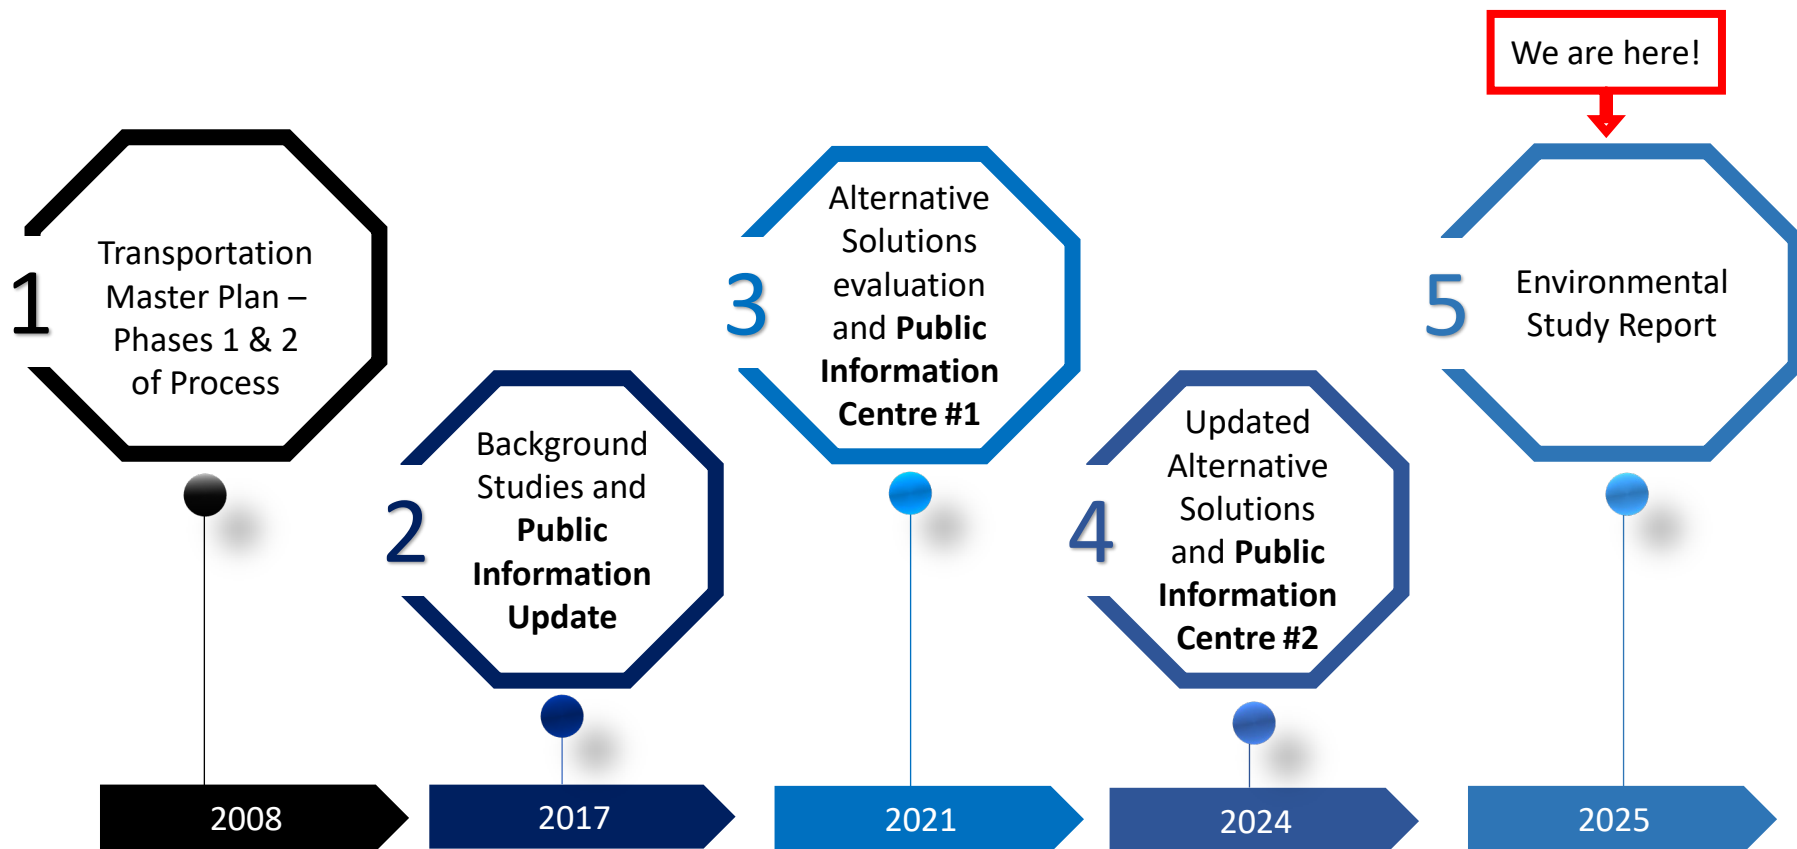 We are here!
1
Transportation
Master Plan –
Phases 1 & 2
of Process
2
Background
Studies and
Public
Information
Update
3
Alternative
Solutions
evaluation
and Public
Information
Centre #1
4
Updated
Alternative
Solutions
and Public
Information
Centre #2
5
Environmental
Study Report
2008
2017
2021
2024
2025